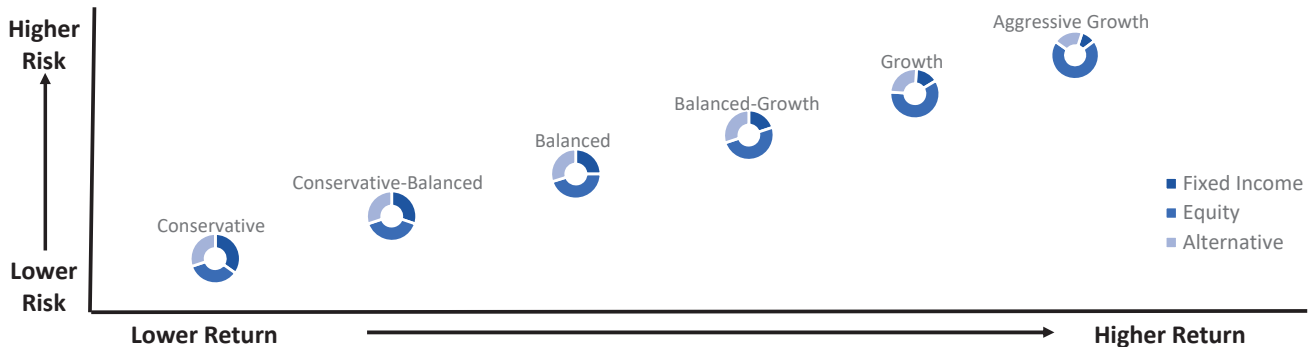 Higher
Risk
Aggressive Growth
Growth
Balanced-Growth
Balanced
Conservative-Balanced
Conservative
Fixed Income
Equity
Alternative
Lower
Risk
Lower Return
Higher Return